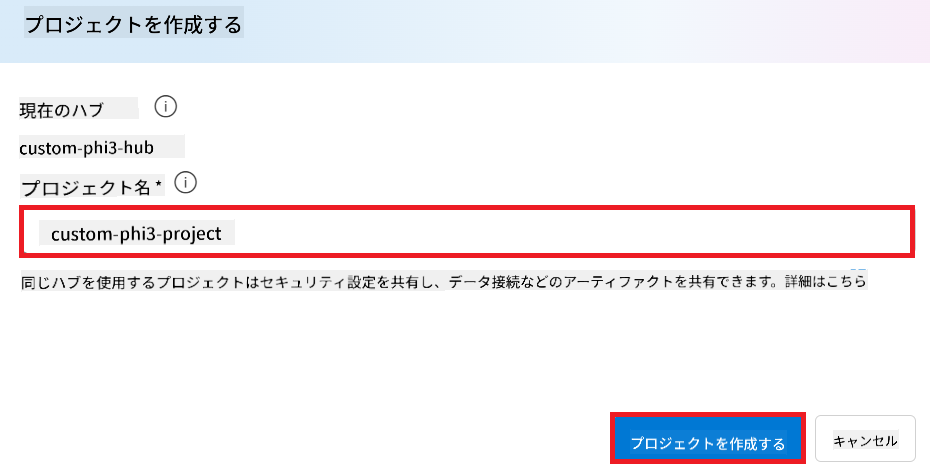 プロジェクトを作成する
現在のハブ
custom-phi3-hub
プロジェクト名 *
custom-phi3-project
同じハブを使用するプロジェクトはセキュリティ設定を共有し、データ接続などのアーティファクトを共有できます。詳細はこちら
プロジェクトを作成する キャンセル